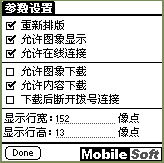 参数设置
重新排版
允许图象显示
允许在线连接
允许图象下载
允许内容下载
下载后断开拨号连接
显示行宽:152 像点
显示行高:13 像点
Done MobileSoft